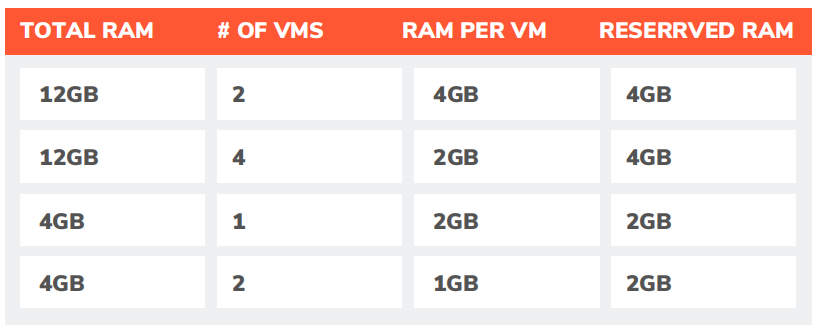 TOTAL RAM # OF VMS RAM PER VM RESERRVED RAM
12GB 2 4GB 4GB
12GB 4 2GB 4GB
4GB 1 2GB 2GB
4GB 2 1GB 2GB